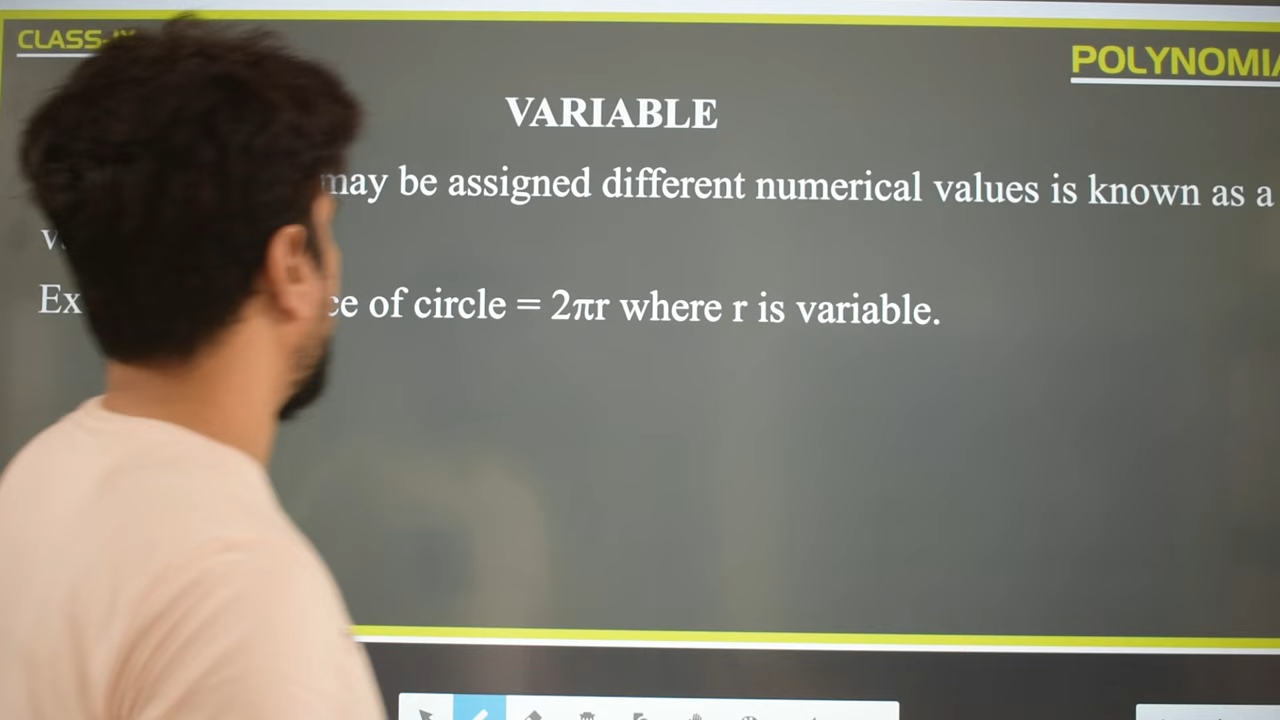 CLASS-IX
POLYNOMIA
VARIABLE
may be assigned different numerical values is known as a
v
Ex ce of circle = 2πr where r is variable.